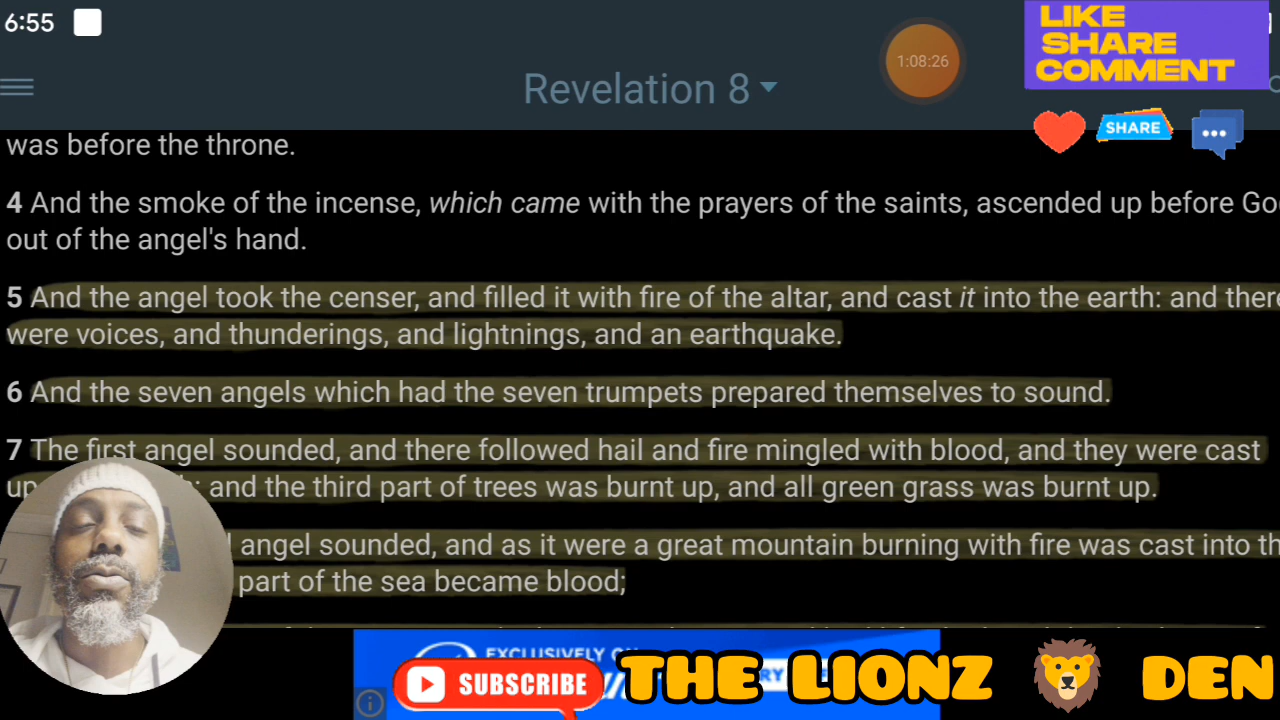 6:55
1:08:26
LIKE
SHARE
COMMENT
Revelation 8
SHARE
was before the throne.
4 And the smoke of the incense, which came with the prayers of the saints, ascended up before Go
out of the angel's hand.
5 And the angel took the censer, and filled it with fire of the altar, and cast it into the earth: and there
were voices, and thunderings, and lightnings, and an earthquake.
6 And the seven angels which had the seven trumpets prepared themselves to sound.
7 The first angel sounded, and there followed hail and fire mingled with blood, and they were cast
up : and the third part of trees was burnt up, and all green grass was burnt up.
angel sounded, and as it were a great mountain burning with fire was cast into th
part of the sea became blood;
EXCLUSIVELY ON
SUBSCRIBE
THE LIONZ DEN